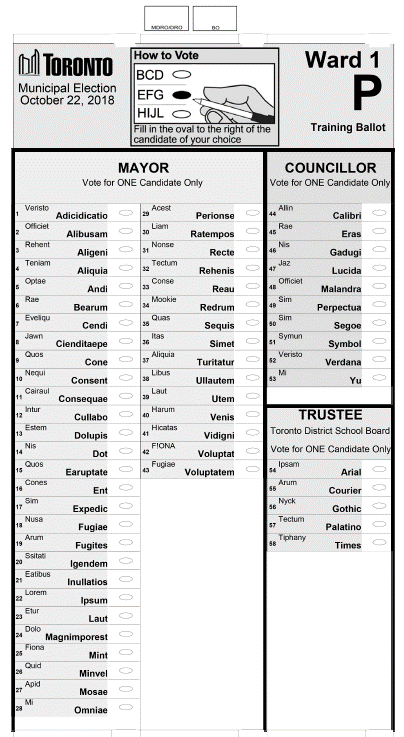 MDRO/DRO
BO
TORONTO
Municipal Election
October 22, 2018
How to Vote
BCD
EFG
HIJL
Fill in the oval to the right of the
candidate of your choice
Ward 1
P
Training Ballot
MAYOR
Vote for ONE Candidate Only
1 Veristo Adicidicatio
2 Officiet Alibusam
3 Rehent Aligeni
4 Teniam Aliquia
5 Optae Andi
6 Rae Bearum
7 Eveliqu Cendi
8 Jawn Cienditaepe
9 Quos Cone
10 Nequi Consent
11 Cairaul Consequae
12 Intur Cullabo
13 Estem Dolupis
14 Nis Dot
15 Quos Earuptate
16 Cones Ent
17 Sim Expedic
18 Nusa Fugiae
19 Arum Fugites
20 Ssitati Igendem
21 Eatibus Inullatios
22 Lorem Ipsum
23 Etur Laut
24 Dolo Magnimporest
25 Fiona Mint
26 Quid Minvel
27 Apid Mosae
28 Mi Omniae
29 Acest Perionse
30 Liam Ratempos
31 Nonse Recte
32 Tectum Rehenis
33 Conse Reau
34 Mookie Redrum
35 Quas Sequis
36 Itas Simet
37 Aliquia Turitatur
38 Libus Ullautem
39 Laut Utem
40 Harum Venis
41 Hicatas Vidigni
42 F!ONA Voluptat
43 Fugiae Voluptatem
COUNCILLOR
Vote for ONE Candidate Only
44 Allin Calibri
45 Rae Eras
46 Nis Gadugi
47 Jaz Lucida
48 Officiet Malandra
49 Sim Perpectua
50 Sim Segoe
51 Symun Symbol
52 Veristo Verdana
53 Mi Yu
TRUSTEE
Toronto District School Board
Vote for ONE Candidate Only
54 Ipsam Arial
55 Arum Courier
56 Nyck Gothic
57 Tectum Palatino
58 Tiphany Times